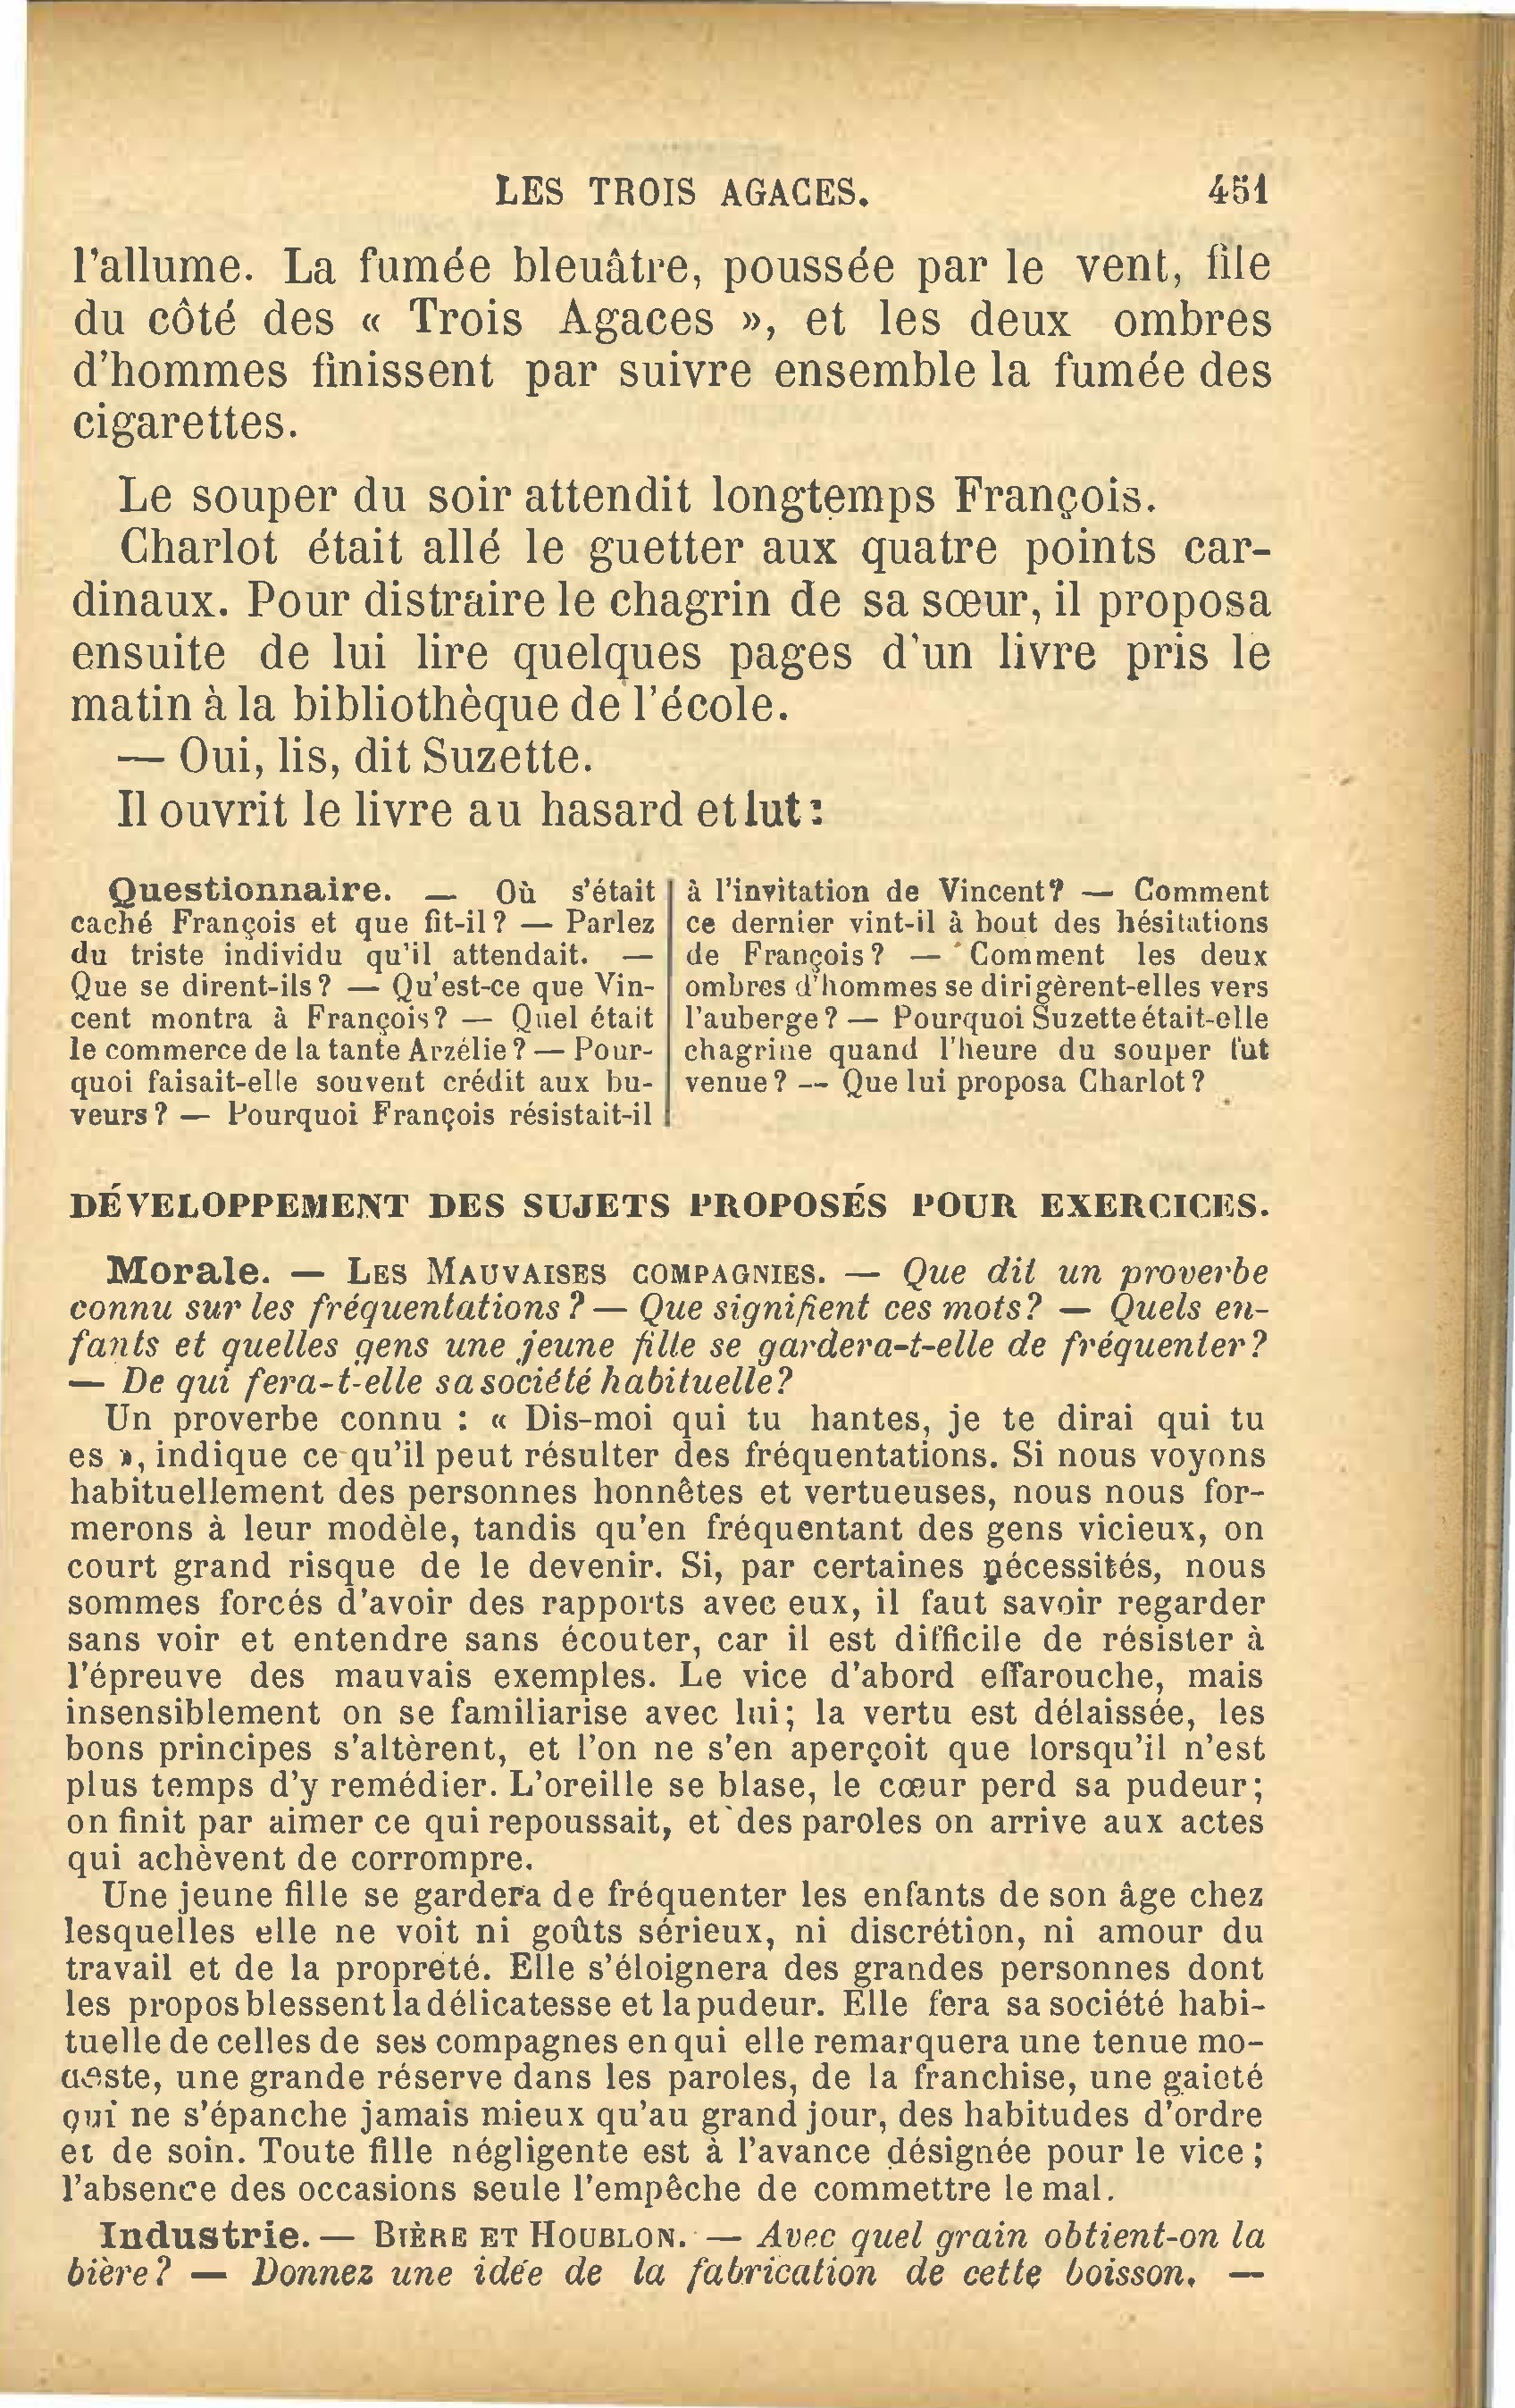 LES TROIS AGACES. 451
l'allume. La fumée bleuâtre, poussée par le vent, file
du côté des « Trois Agaces », et les deux ombres
d'hommes finissent par suivre ensemble la fumée des
cigarettes.
Le souper du soir attendit longtemps François.
Charlot était allé le guetter aux quatre points car-
dinaux. Pour distraire le chagrin de sa sœur, il proposa
ensuite de lui lire quelques pages d'un livre pris le
matin à la bibliothèque de l'école.
— Oui, lis, dit Suzette.
Il ouvrit le livre au hasard et lut :
Questionnaire. — Où s'était
caché François et que fit-il ? — Parlez
du triste individu qu'il attendait. —
Que se dirent-ils ? — Qu'est-ce que Vin-
cent montra à François ? — Quel était
le commerce de la tante Arzélie ? — Pour-
quoi faisait-elle souvent crédit aux bu-
veurs ? — Pourquoi François résistait-il
à l'invitation de Vincent ? — Comment
ce dernier vint-il à bout des hésitations
de François ? — Comment les deux
ombres d'hommes se dirigèrent-elles vers
l'auberge ? — Pourquoi Suzette était-elle
chagrine quand l'heure du souper fut
venue ? — Que lui proposa Charlot ?
DÉVELOPPEMENT DES SUJETS PROPOSÉS POUR EXERCICES.
Morale. — LES MAUVAISES COMPAGNIES. — Que dit un proverbe
connu sur les fréquentations ? — Que signifient ces mots ? — Quels en-
fants et quelles gens une jeune fille se gardera-t-elle de fréquenter ?
— De qui fera-t-elle sa société habituelle ?
Un proverbe connu : « Dis-moi qui tu hantes, je te dirai qui tu
es », indique ce qu'il peut résulter des fréquentations. Si nous voyons
habituellement des personnes honnêtes et vertueuses, nous nous for-
merons à leur modèle, tandis qu'en fréquentant des gens vicieux, on
court grand risque de le devenir. Si, par certaines nécessités, nous
sommes forcés d'avoir des rapports avec eux, il faut savoir regarder
sans voir et entendre sans écouter, car il est difficile de résister à
l'épreuve des mauvais exemples. Le vice d'abord effarouche, mais
insensiblement on se familiarise avec lui ; la vertu est délaissée, les
bons principes s'altèrent, et l'on ne s'en aperçoit que lorsqu'il n'est
plus temps d'y remédier. L'oreille se blase, le cœur perd sa pudeur ;
on finit par aimer ce qui repoussait, et des paroles on arrive aux actes
qui achèvent de corrompre.
Une jeune fille se gardera de fréquenter les enfants de son âge chez
lesquelles elle ne voit ni goûts sérieux, ni discrétion, ni amour du
travail et de la propreté. Elle s'éloignera des grandes personnes dont
les propos blessent la délicatesse et la pudeur. Elle fera sa société habi-
tuelle de celles de ses compagnes en qui elle remarquera une tenue mo-
deste, une grande réserve dans les paroles, de la franchise, une gaieté
qui ne s'épanche jamais mieux qu'au grand jour, des habitudes d'ordre
et de soin. Toute fille négligente est à l'avance désignée pour le vice ;
l'absence des occasions seule l'empêche de commettre le mal.
Industrie. — BIÈRE ET HOUBLON. — Avec quel grain obtient-on la
bière ? — Donnez une idée de la fabrication de cette boisson. —